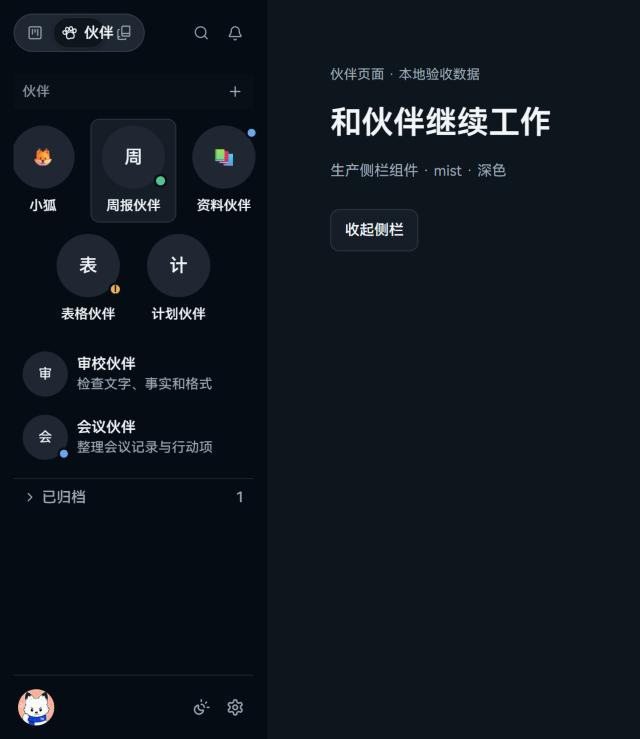 伙伴
伙伴
小狐
周
周报伙伴
资料伙伴
表
!
表格伙伴
计
计划伙伴
审
审校伙伴
检查文字、事实和格式
会
会议伙伴
整理会议记录与行动项
已归档 1
伙伴页面 · 本地验收数据
和伙伴继续工作
生产侧栏组件 · mist · 深色
收起侧栏